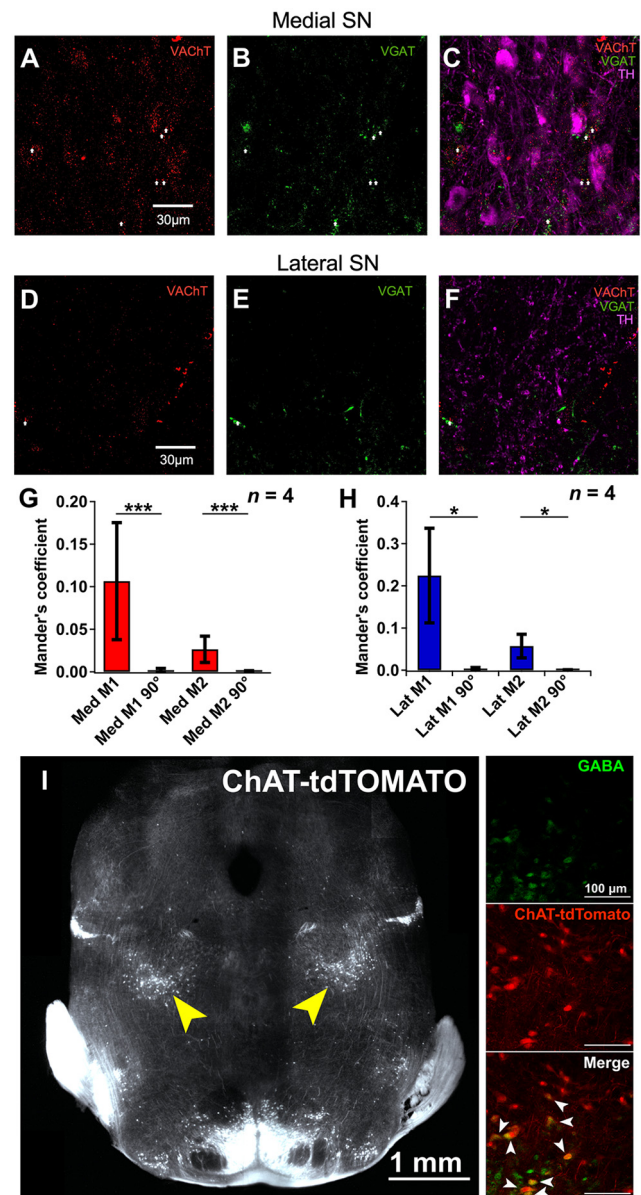 Medial SN
A
VAChT
B
VGAT
C
VAChT
VGAT
TH
30µm
Lateral SN
D
VAChT
E
VGAT
F
VAChT
VGAT
TH
30µm
G
n = 4
*** ***
Mander's coefficient
0.20
0.15
0.10
0.05
0.00
Med M1
Med M1 90°
Med M2
Med M2 90°
H
n = 4
* *
Mander's coefficient
0.4
0.3
0.2
0.1
0.0
Lat M1
Lat M1 90°
Lat M2
Lat M2 90°
I
ChAT-tdTOMATO
1 mm
GABA
100 µm
ChAT-tdTomato
Merge